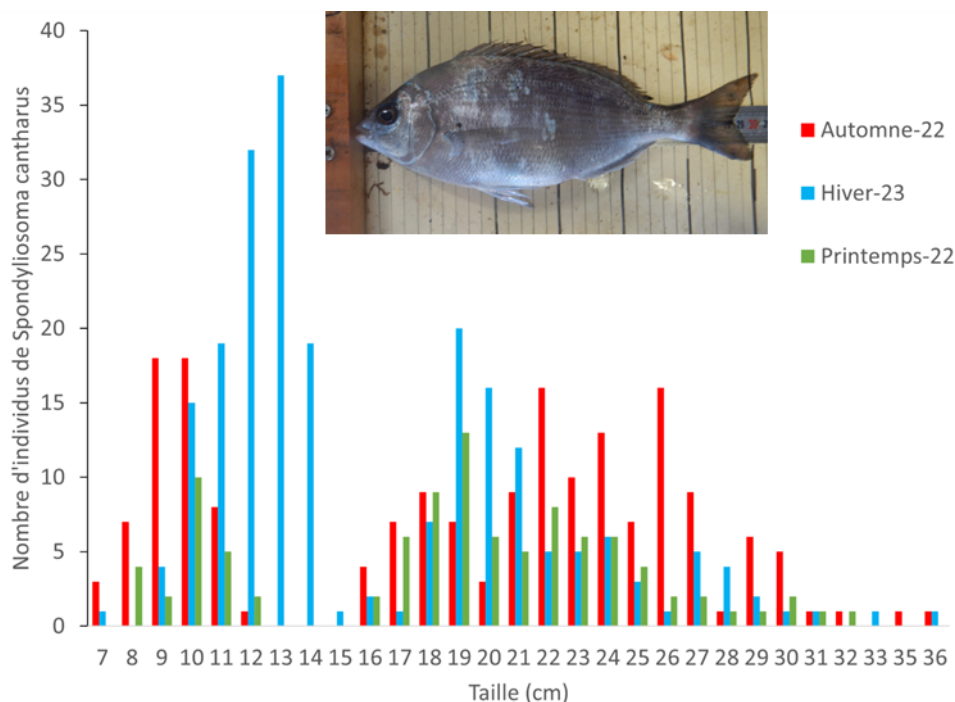 40
35
30
25
20
15
10
5
0
Nombre d'individus de Spondyliosoma cantharus
Automne-22
Hiver-23
Printemps-22
7 8 9 10 11 12 13 14 15 16 17 18 19 20 21 22 23 24 25 26 27 28 29 30 31 32 33 35 36
Taille (cm)